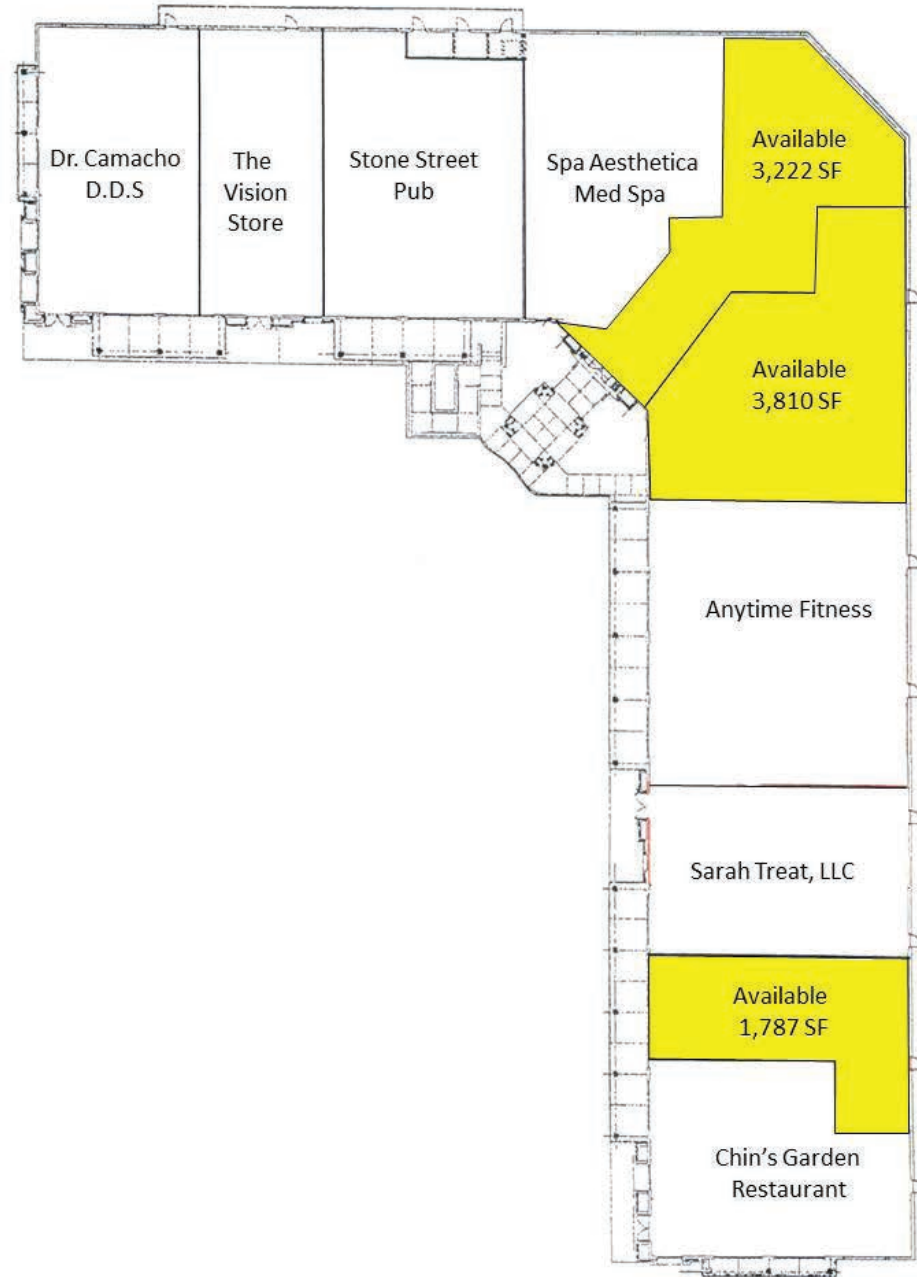 Dr. Camacho
D.D.S
The
Vision
Store
Stone Street
Pub
Spa Aesthetica
Med Spa
Available
3,222 SF
Available
3,810 SF
Anytime Fitness
Sarah Treat, LLC
Available
1,787 SF
Chin's Garden
Restaurant